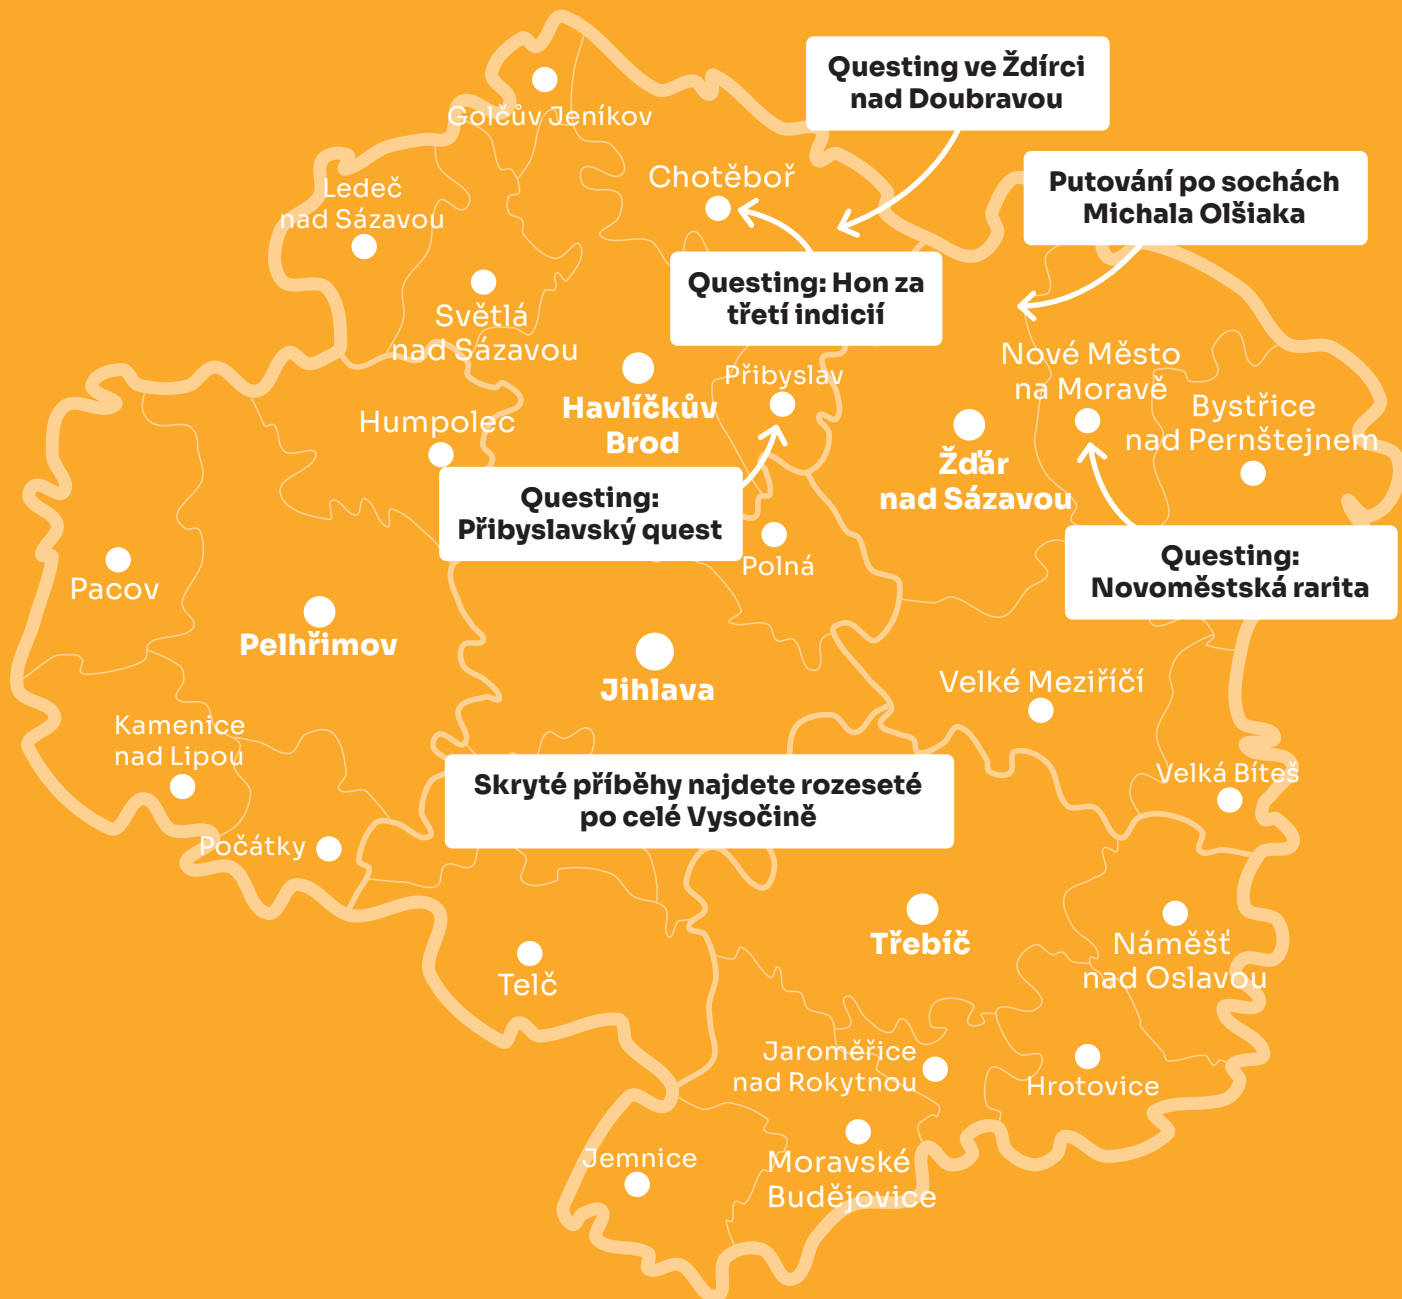 Questing ve Ždírci
nad Doubravou
Golčův Jeníkov
Chotěboř
Putování po sochách
Michala Olšiaka
Ledeč
nad Sázavou
Questing: Hon za
třetí indicií
Světlá
nad Sázavou
Nové Město
na Moravě
Přibyslav
Havlíčkův
Brod
Humpolec
Bystřice
nad Pernštejnem
Žďár
nad Sázavou
Questing:
Přibyslavský quest
Polná
Questing:
Novoměstská rarita
Pacov
Pelhřimov
Jihlava
Velké Meziříčí
Kamenice
nad Lipou
Skryté příběhy najdete rozeseté
po celé Vysočině
Velká Bíteš
Počátky
Třebíč
Náměšť
nad Oslavou
Telč
Jaroměřice
nad Rokytnou
Hrotovice
Jemnice
Moravské
Budějovice